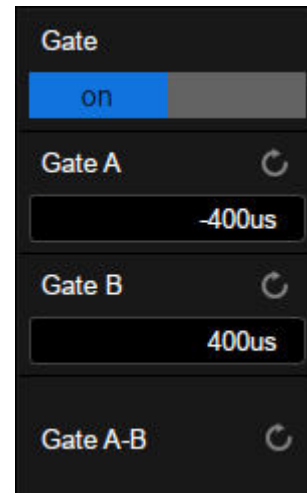 Gate
on
Gate A
-400us
Gate B
400us
Gate A-B